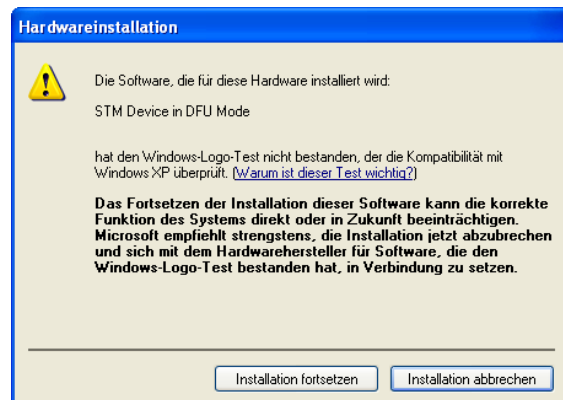 Hardwareinstallation
Die Software, die für diese Hardware installiert wird:
STM Device in DFU Mode
hat den Windows-Logo-Test nicht bestanden, der die Kompatibilität mit
Windows XP überprüft. (Warum ist dieser Test wichtig?)
Das Fortsetzen der Installation dieser Software kann die korrekte
Funktion des Systems direkt oder in Zukunft beeinträchtigen.
Microsoft empfiehlt strengstens, die Installation jetzt abzubrechen
und sich mit dem Hardwarehersteller für Software, die den
Windows-Logo-Test bestanden hat, in Verbindung zu setzen.
Installation fortsetzen
Installation abbrechen